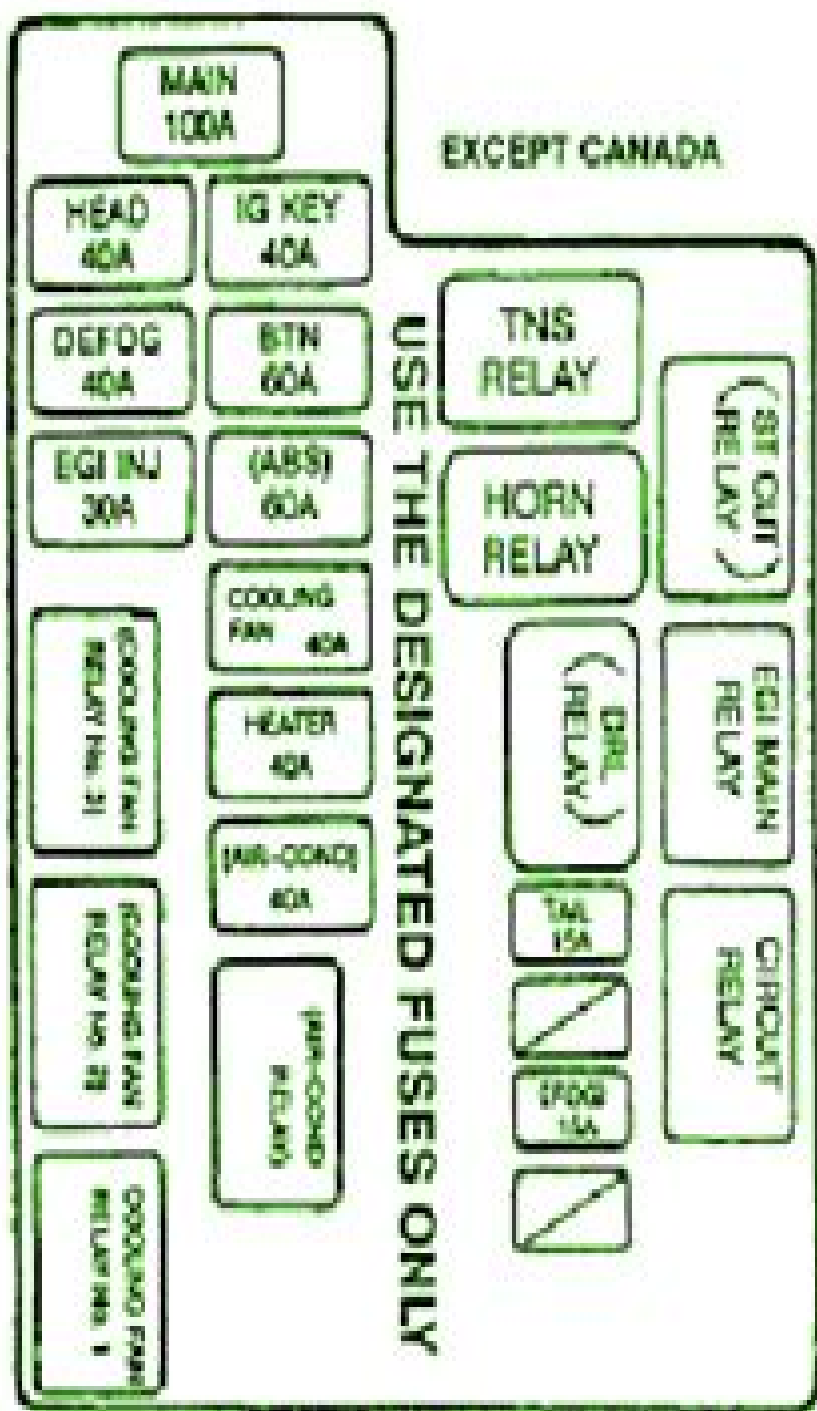 MAIN
100A
EXCEPT CANADA
HEAD
40A
IG KEY
40A
DEFOG
40A
BTN
60A
EGI INJ
30A
(ABS)
60A
COOLING
FAN 40A
HEATER
40A
[AIR-COND]
40A
[COOLING FAN
RELAY No.
[COOLING FAN
RELAY No.
COOLING FAN
RELAY No. 1
[AIR-COND
RELAY]
USE THE DESIGNATED FUSES ONLY
TNS
RELAY
HORN
RELAY
(ST CUT
RELAY)
(DRL
RELAY)
EGI MAIN
RELAY
CIRCUIT
RELAY
TAIL
15A
15A